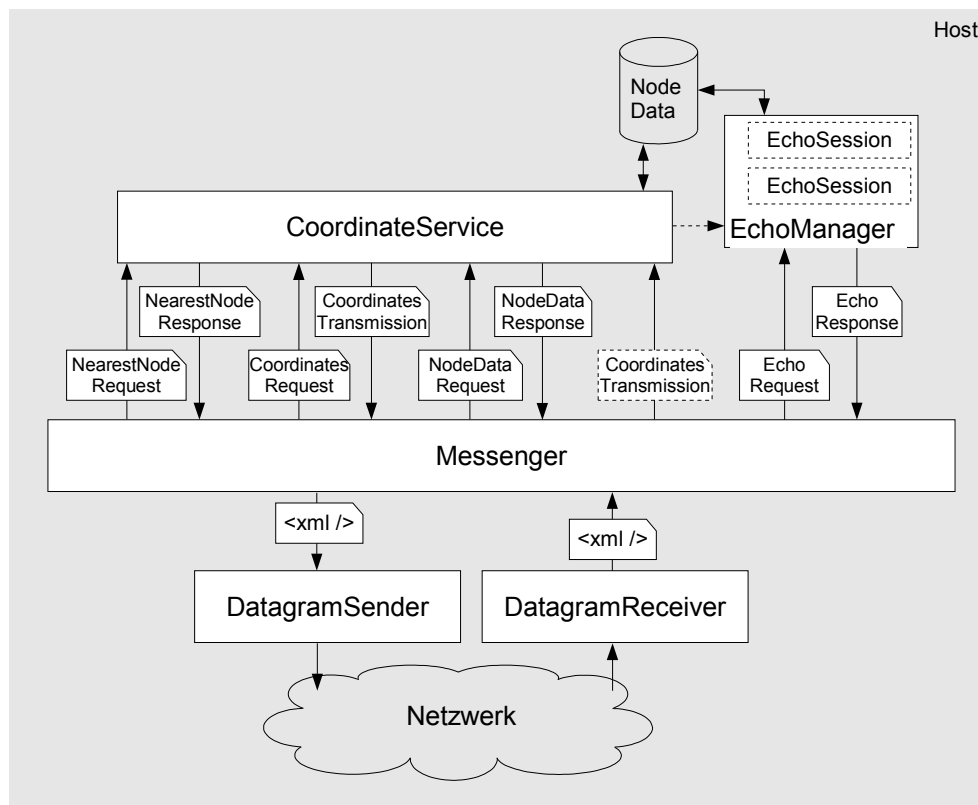 Host
Node
Data
EchoSession
EchoSession
EchoManager
CoordinateService
NearestNode
Response
Coordinates
Transmission
NodeData
Response
Echo
Response
NearestNode
Request
Coordinates
Request
NodeData
Request
Coordinates
Transmission
Echo
Request
Messenger
<xml />
<xml />
DatagramSender
DatagramReceiver
Netzwerk